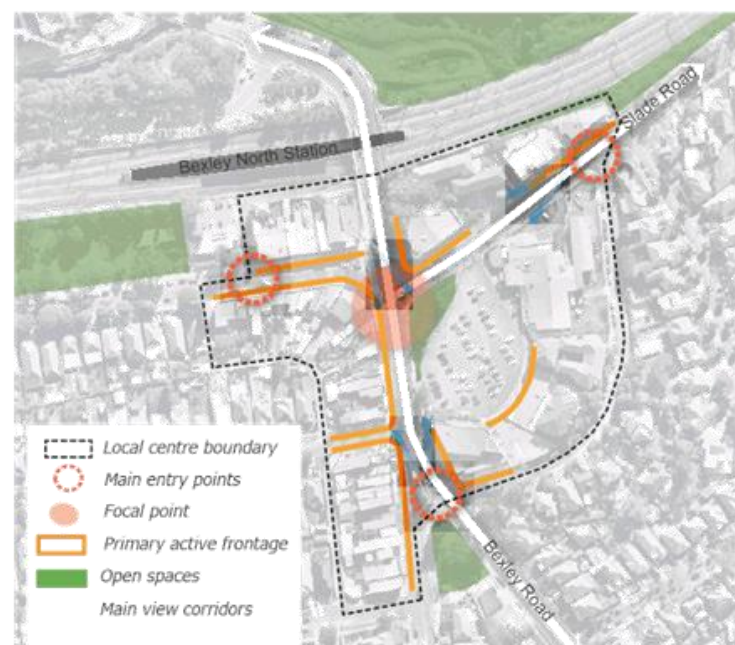 Slade Road
Bexley North Station
Local centre boundary
Main entry points
Focal point
Primary active frontage
Open spaces
Main view corridors
Bexley Road